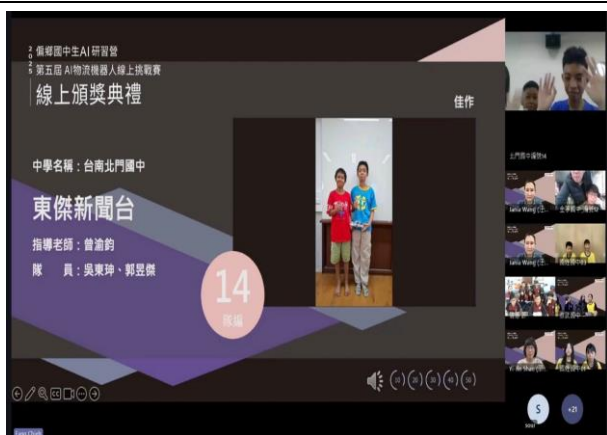 2025
偏鄉國中生AI研習營
第五屆 AI物流機器人線上挑戰賽
線上頒獎典禮
佳作
中學名稱：台南北門國中
東傑新聞台
指導老師：曾渝鈞
隊 員：吳東珅、郭昱傑
14
隊編
S
+21